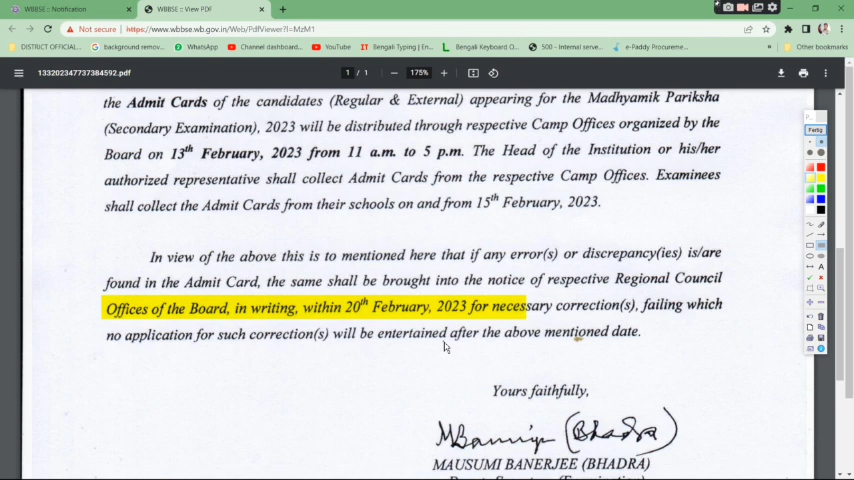 WBBSE :: Notification
WBBSE :: View PDF
Not secure
https://www.wbbse.wb.gov.in/Web/PdfViewer?l=MzM1
DISTRICT OFFICIAL...
background remov...
WhatsApp
Channel dashboard...
YouTube
IT Bengali Typing | En...
Bengali Keyboard O...
500 - Internal serve...
e-Paddy Procureme...
»
Other bookmarks
133202347737384592.pdf
1 / 1
175%
P...
Fertig
the Admit Cards of the candidates (Regular & External) appearing for the Madhyamik Pariksha
(Secondary Examination), 2023 will be distributed through respective Camp Offices organized by the
Board on 13th February, 2023 from 11 a.m. to 5 p.m. The Head of the Institution or his/her
authorized representative shall collect Admit Cards from the respective Camp Offices. Examinees
shall collect the Admit Cards from their schools on and from 15th February, 2023.
In view of the above this is to mentioned here that if any error(s) or discrepancy(ies) is/are
found in the Admit Card, the same shall be brought into the notice of respective Regional Council
Offices of the Board, in writing, within 20th February, 2023 for necessary correction(s), failing which
no application for such correction(s) will be entertained after the above mentioned date.
Yours faithfully,
(Bhadra)
MAUSUMI BANERJEE (BHADRA)